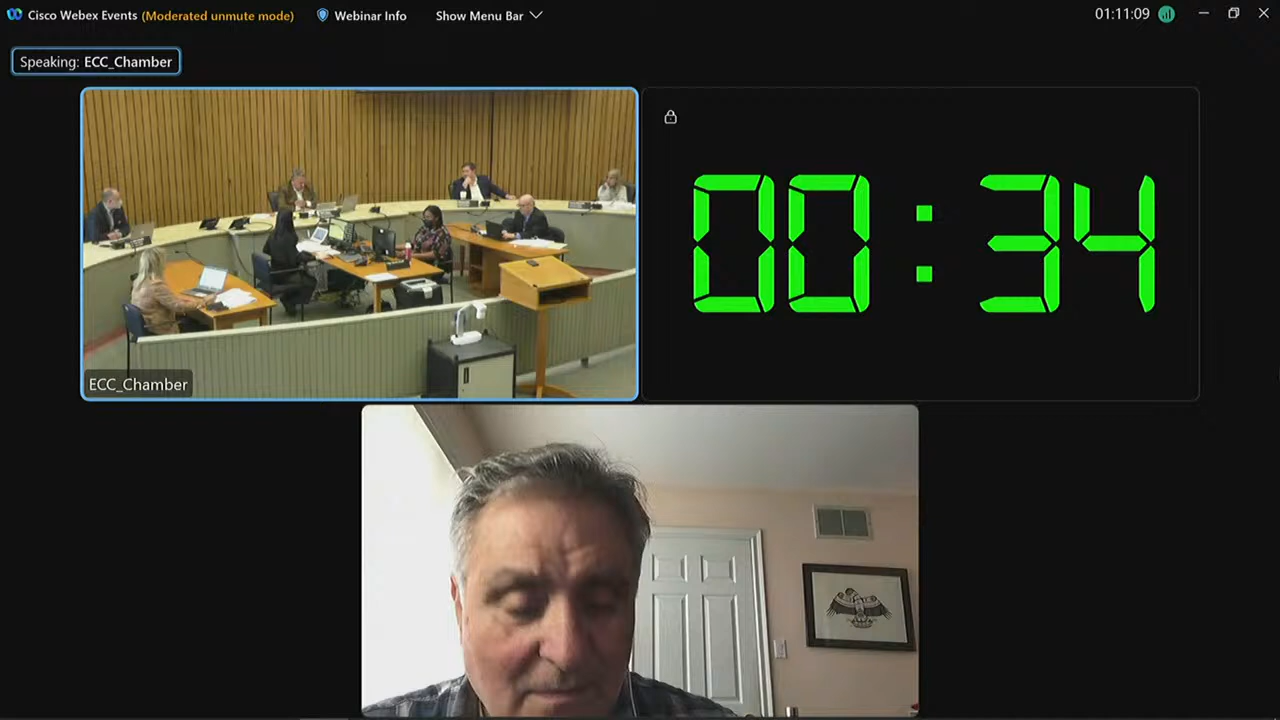 Cisco Webex Events (Moderated unmute mode) Webinar Info Show Menu Bar 01:11:09
Speaking: ECC_Chamber
ECC_Chamber
00:34